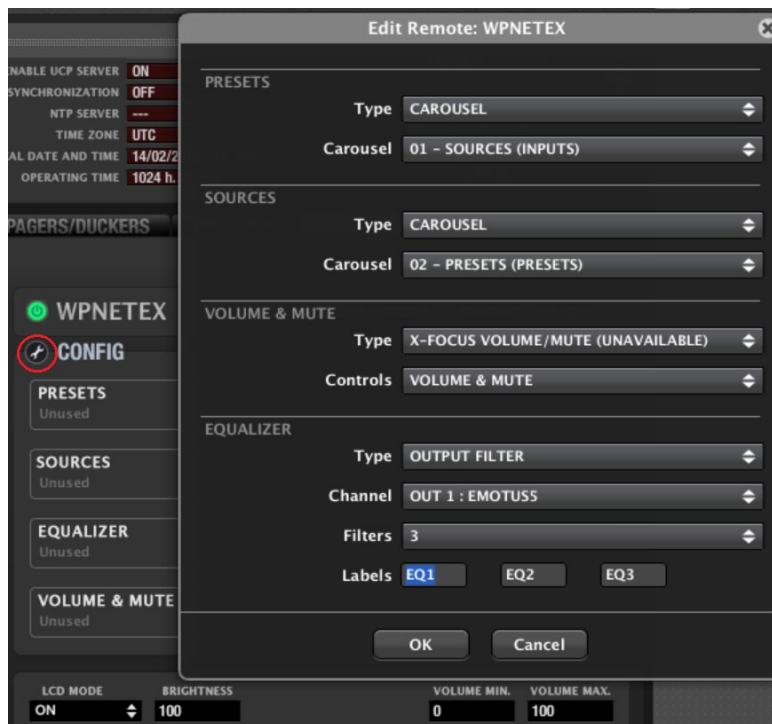 Edit Remote: WPNETEX
ENABLE UCP SERVER ON
SYNCHRONIZATION OFF
NTP SERVER ---
TIME ZONE UTC
DATE AND TIME 14/02/2
OPERATING TIME 1024 h.
PAGERS/DUCKERS
WPNETEX
CONFIG
PRESETS
Unused
SOURCES
Unused
EQUALIZER
Unused
VOLUME & MUTE
Unused
PRESETS
Type CAROUSEL
Carousel 01 - SOURCES (INPUTS)
SOURCES
Type CAROUSEL
Carousel 02 - PRESETS (PRESETS)
VOLUME & MUTE
Type X-FOCUS VOLUME/MUTE (UNAVAILABLE)
Controls VOLUME & MUTE
EQUALIZER
Type OUTPUT FILTER
Channel OUT 1 : EMOTUS5
Filters 3
Labels EQ1 EQ2 EQ3
OK Cancel
LCD MODE BRIGHTNESS VOLUME MIN. VOLUME MAX.
ON 100 0 100